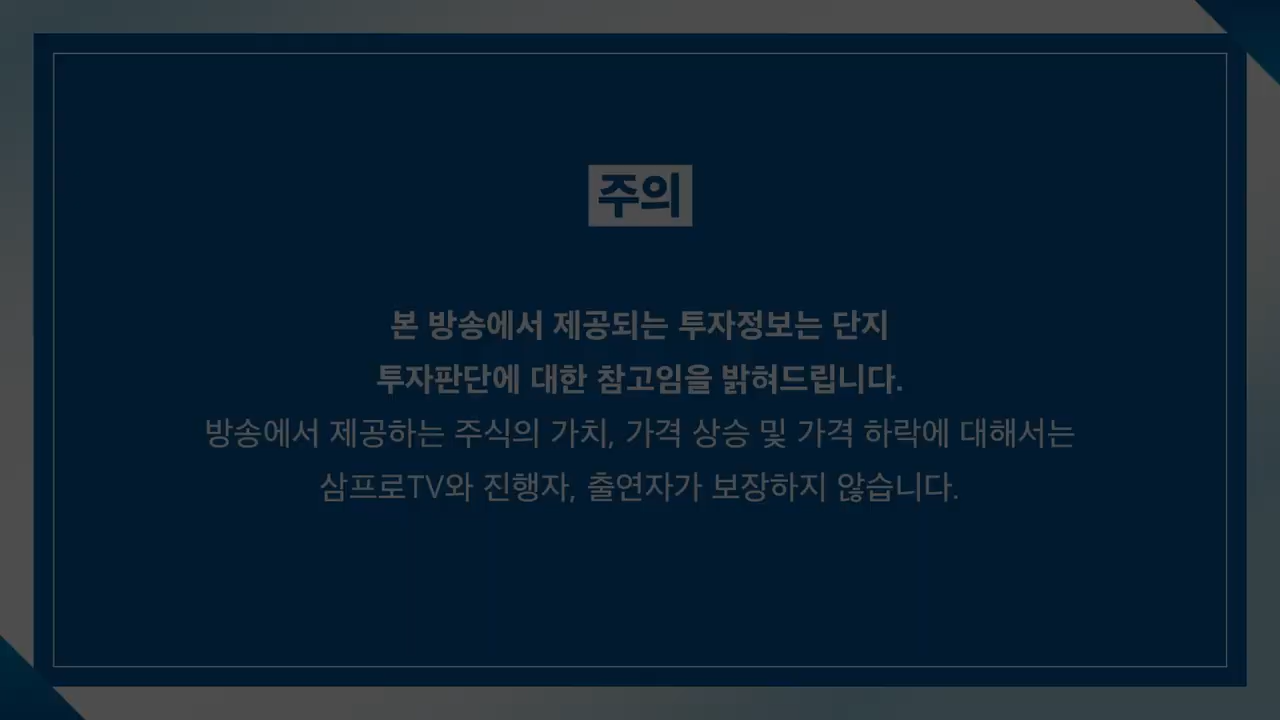 주의
본 방송에서 제공되는 투자정보는 단지
투자판단에 대한 참고임을 밝혀드립니다.
방송에서 제공하는 주식의 가치, 가격 상승 및 가격 하락에 대해서는
삼프로TV와 진행자, 출연자가 보장하지 않습니다.